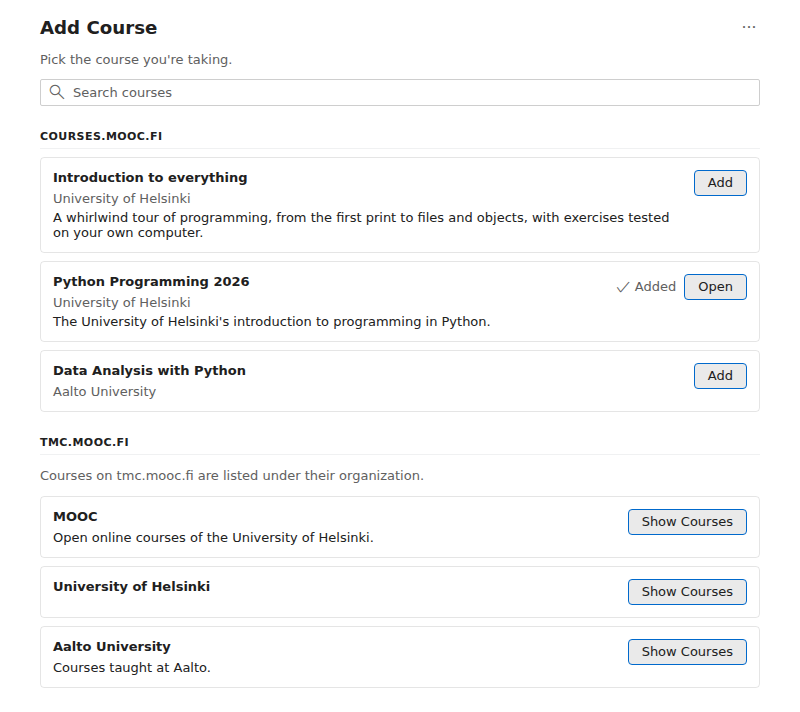 Add Course
Pick the course you're taking.
Search courses
COURSES.MOOC.FI
Introduction to everything
Add
University of Helsinki
A whirlwind tour of programming, from the first print to files and objects, with exercises tested
on your own computer.
Python Programming 2026
Added
Open
University of Helsinki
The University of Helsinki's introduction to programming in Python.
Data Analysis with Python
Add
Aalto University
TMC.MOOC.FI
Courses on tmc.mooc.fi are listed under their organization.
MOOC
Show Courses
Open online courses of the University of Helsinki.
University of Helsinki
Show Courses
Aalto University
Show Courses
Courses taught at Aalto.